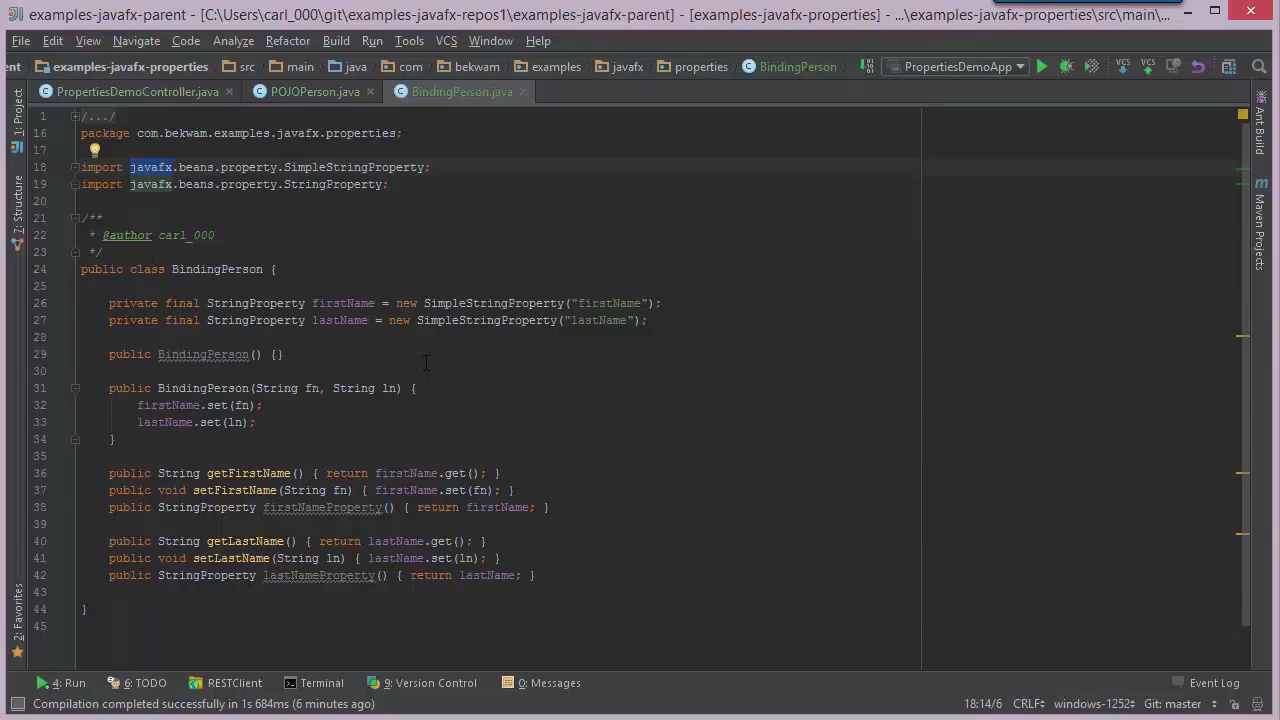 examples-javafx-parent - [C:\Users\carl_000\git\examples-javafx-repos1\examples-javafx-parent] - [examples-javafx-properties] - ...\examples-javafx-properties\src\main\...
File Edit View Navigate Code Analyze Refactor Build Run Tools VCS Window Help
ent examples-javafx-properties src main java com bekwam examples javafx properties BindingPerson PropertiesDemoApp VCS VCS
PropertiesDemoController.java POJOPerson.java BindingPerson.java
1: Project
7: Structure
2: Favorites
1 /.../
16 package com.bekwam.examples.javafx.properties;
17
18 import javafx.beans.property.SimpleStringProperty;
19 import javafx.beans.property.StringProperty;
20
21 /**
22 * @author carl_000
23 */
24 public class BindingPerson {
25
26 private final StringProperty firstName = new SimpleStringProperty("firstName");
27 private final StringProperty lastName = new SimpleStringProperty("lastName");
28
29 public BindingPerson() {}
30
31 public BindingPerson(String fn, String ln) {
32 firstName.set(fn);
33 lastName.set(ln);
34 }
35
36 public String getFirstName() { return firstName.get(); }
37 public void setFirstName(String fn) { firstName.set(fn); }
38 public StringProperty firstNameProperty() { return firstName; }
39
40 public String getLastName() { return lastName.get(); }
41 public void setLastName(String ln) { lastName.set(ln); }
42 public StringProperty lastNameProperty() { return lastName; }
43
44 }
45
Ant Build
m Maven Projects
4: Run 6: TODO RESTClient Terminal 9: Version Control 0: Messages Event Log
Compilation completed successfully in 1s 684ms (6 minutes ago) 18:14/6 CRLF windows-1252 Git: master